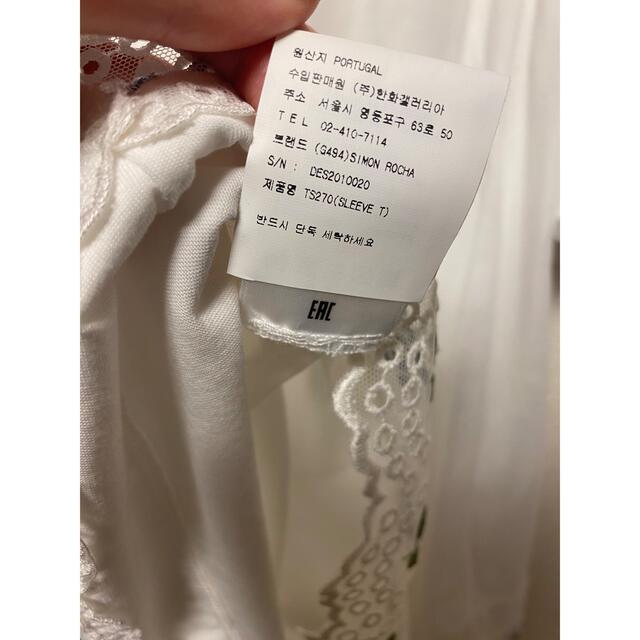 원산지 PORTUGAL
수입판매원 (주)한화갤러리아
주소 서울시 영등포구 63로 50
TEL 02-410-7114
브랜드 (G494)SIMON ROCHA
S/N : DES2010020
제품명 TS270(SLEEVE T)
반드시 단독 세탁하세요
EAC